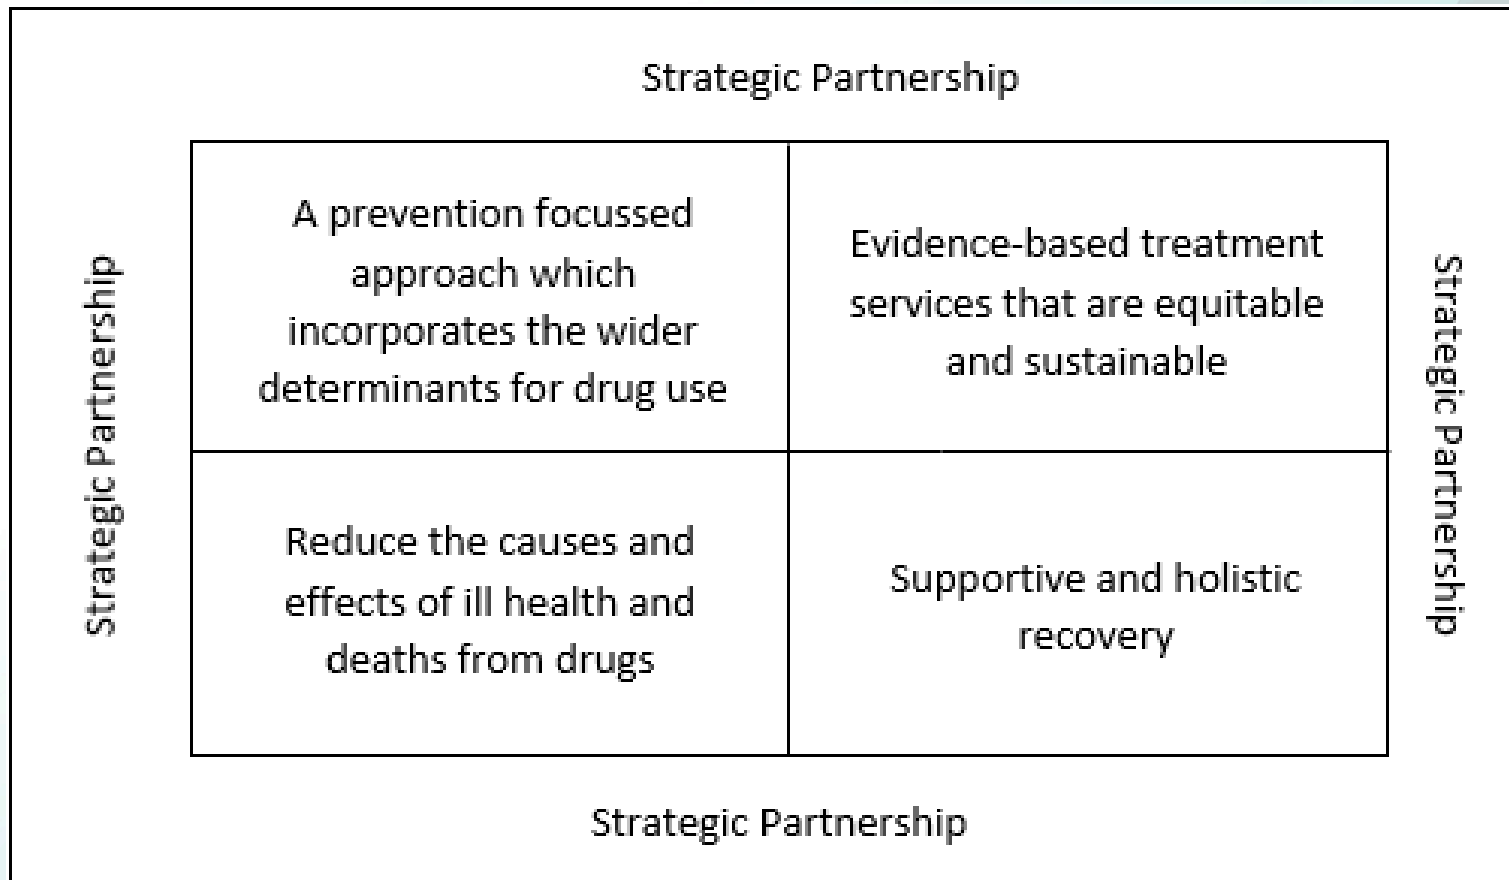 Strategic Partnership
A prevention focussed
approach which
incorporates the wider
determinants for drug use
Evidence-based treatment
services that are equitable
and sustainable
Strategic Partnership
Strategic Partnership
Reduce the causes and
effects of ill health and
deaths from drugs
Supportive and holistic
recovery
Strategic Partnership